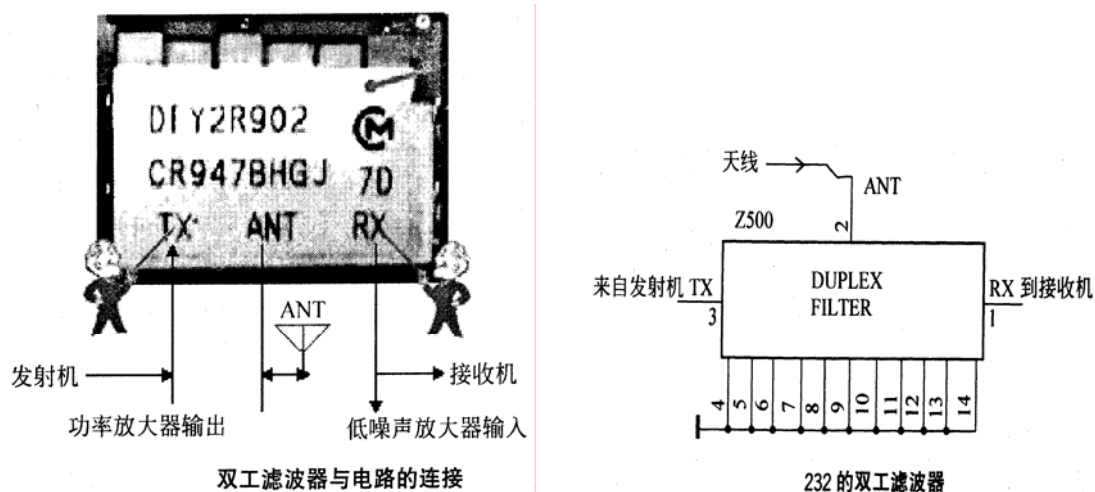 DFY2R902
CR947BHGJ 7D
TX ANT RX
ANT
发射机 接收机
功率放大器输出 低噪声放大器输入
双工滤波器与电路的连接
天线
ANT
Z500
2
来自发射机 TX
3
DUPLEX
FILTER
RX 到接收机
1
4 5 6 7 8 9 10 11 12 13 14
232 的双工滤波器